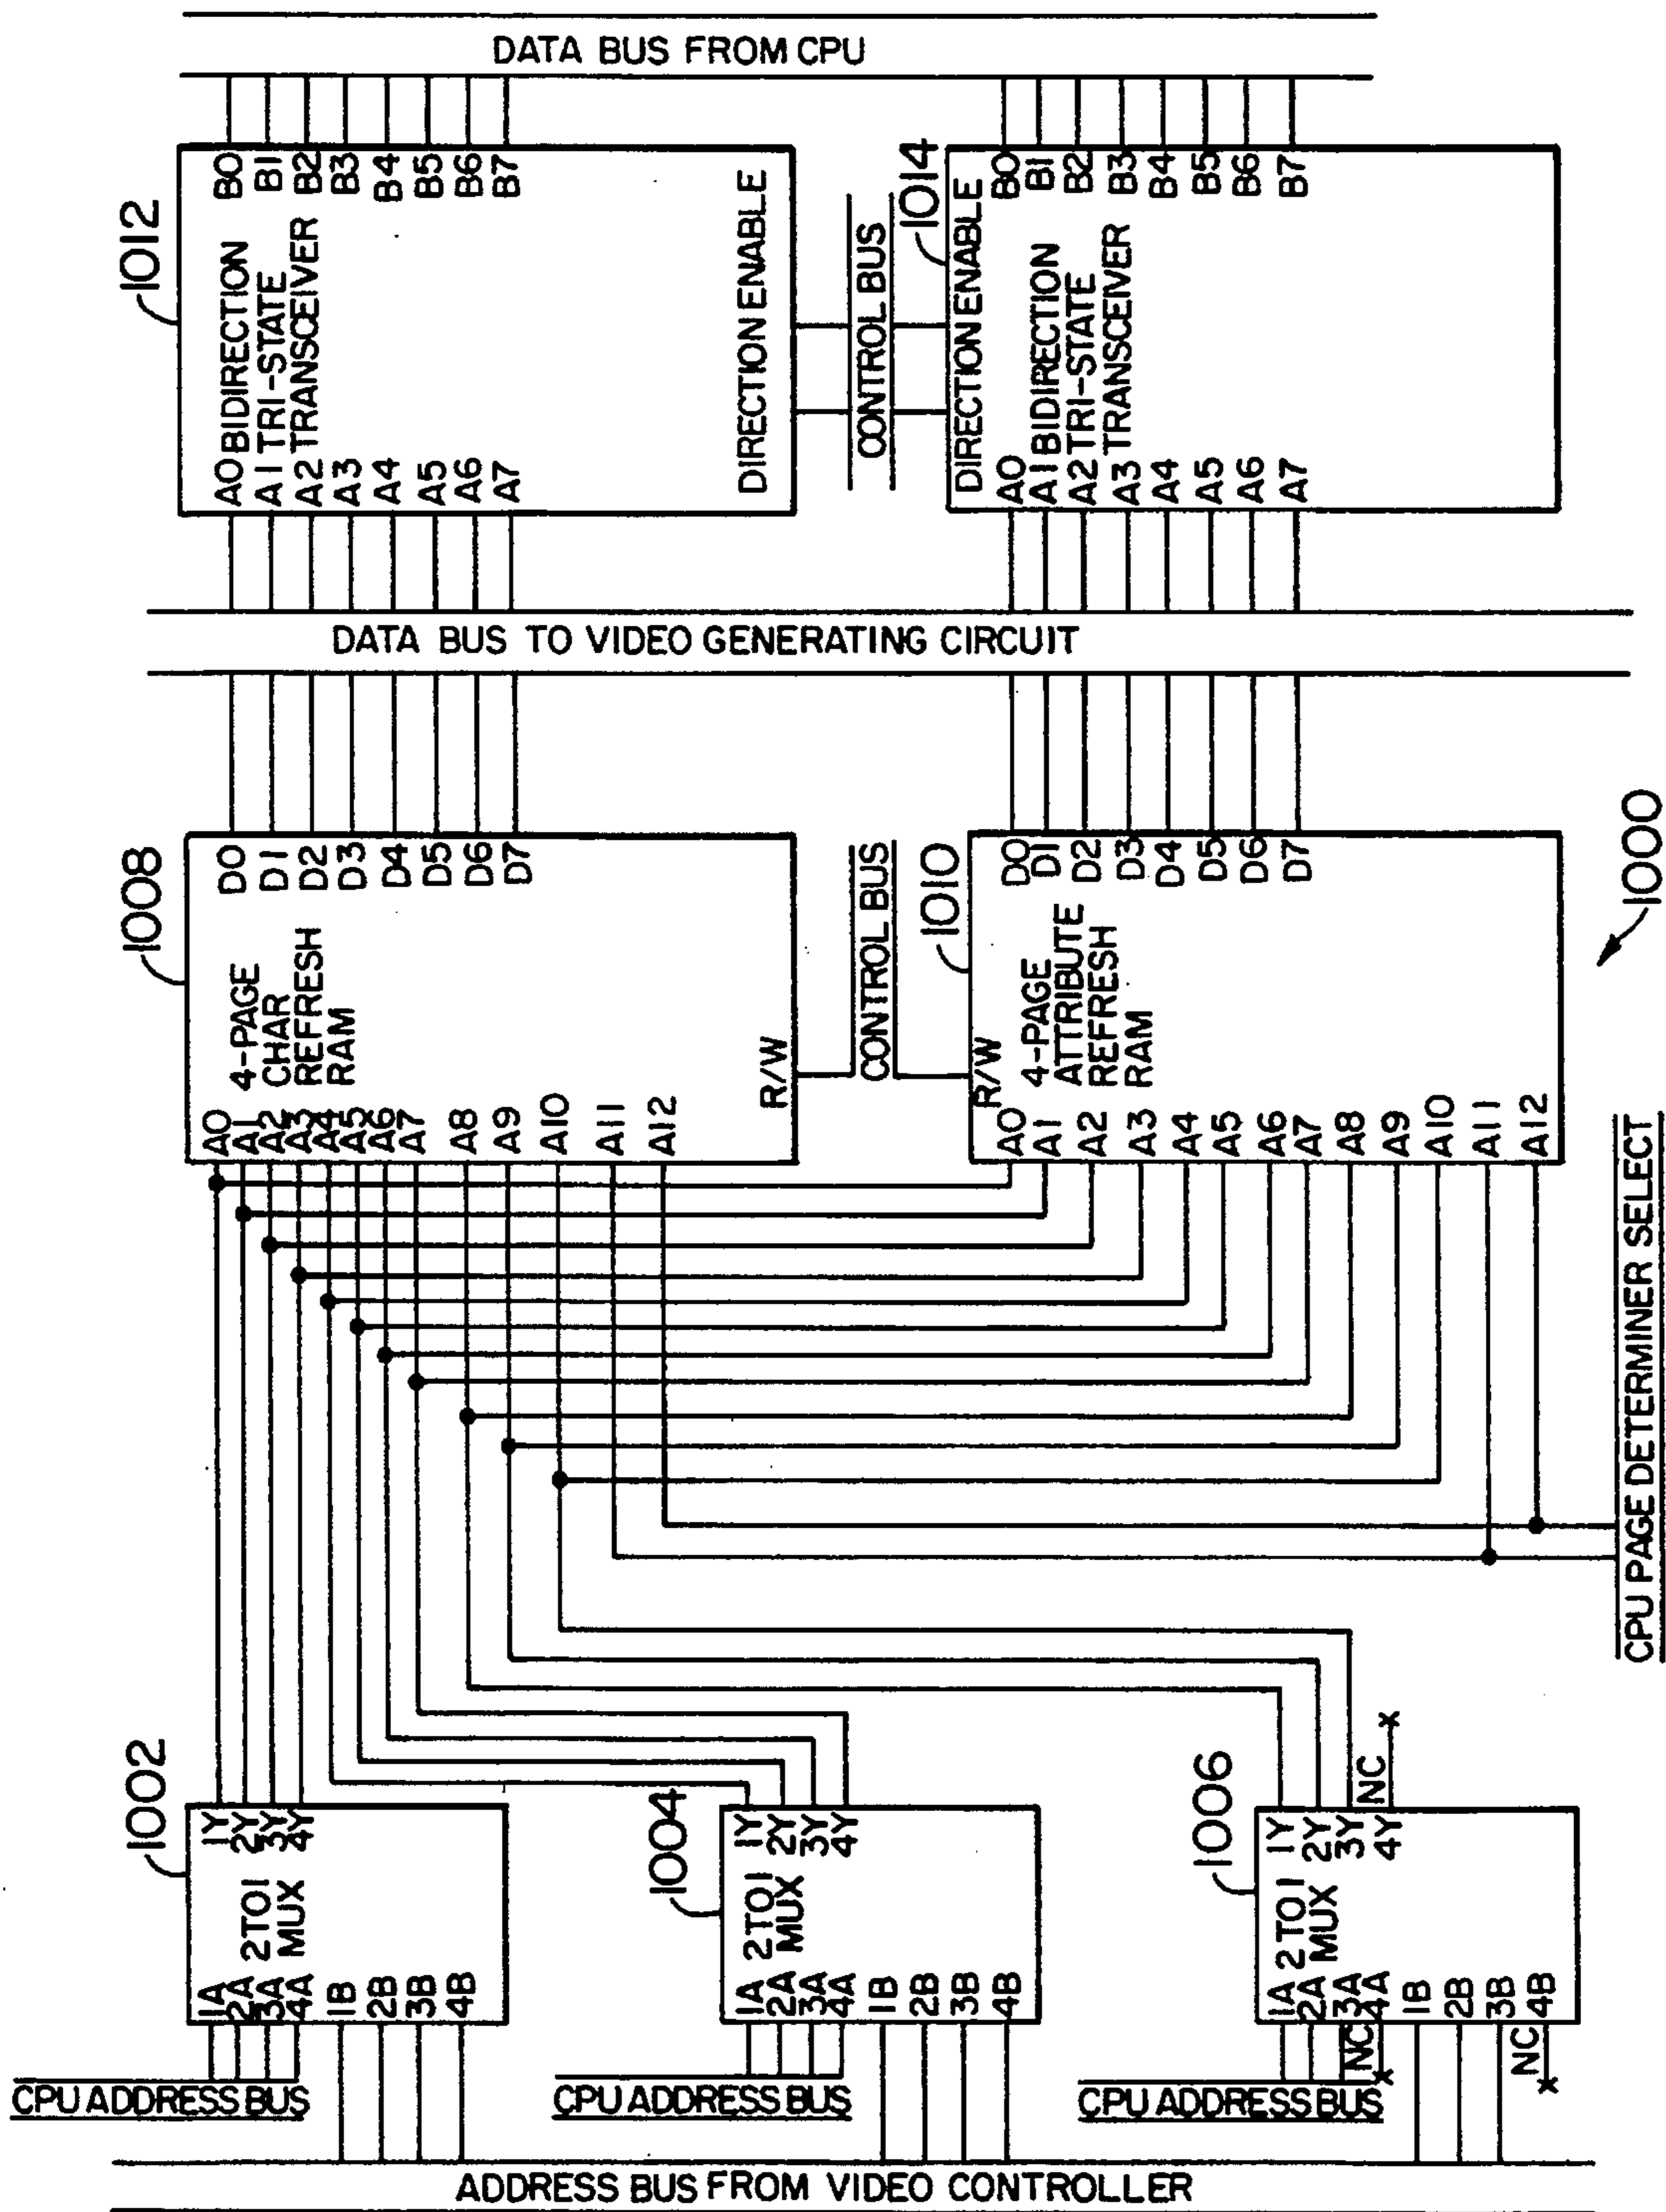 DATA BUS FROM CPU
1012
B0
B1
B2
B3
B4
B5
B6
B7
BIDIRECTION
TRI-STATE
TRANSCEIVER
DIRECTION ENABLE
A0
A1
A2
A3
A4
A5
A6
A7
CONTROL BUS
1014
B0
B1
B2
B3
B4
B5
B6
B7
DIRECTION ENABLE
BIDIRECTION
TRI-STATE
TRANSCEIVER
A0
A1
A2
A3
A4
A5
A6
A7
DATA BUS TO VIDEO GENERATING CIRCUIT
1008
D0
D1
D2
D3
D4
D5
D6
D7
4-PAGE
CHAR
REFRESH
RAM
R/W
A0
A1
A2
A3
A4
A5
A6
A7
A8
A9
A10
A11
A12
CONTROL BUS
1010
D0
D1
D2
D3
D4
D5
D6
D7
4-PAGE
ATTRIBUTE
REFRESH
RAM
R/W
A0
A1
A2
A3
A4
A5
A6
A7
A8
A9
A10
A11
A12
1000
CPU PAGE DETERMINER SELECT
1002
1Y
2Y
3Y
4Y
2 TO 1
MUX
1A
2A
3A
4A
1B
2B
3B
4B
CPU ADDRESS BUS
1004
1Y
2Y
3Y
4Y
2 TO 1
MUX
1A
2A
3A
4A
1B
2B
3B
4B
CPU ADDRESS BUS
1006
1Y
2Y
3Y
4Y
NC
2 TO 1
MUX
1A
2A
3A
4A
NC
1B
2B
3B
4B
NC
CPU ADDRESS BUS
ADDRESS BUS FROM VIDEO CONTROLLER